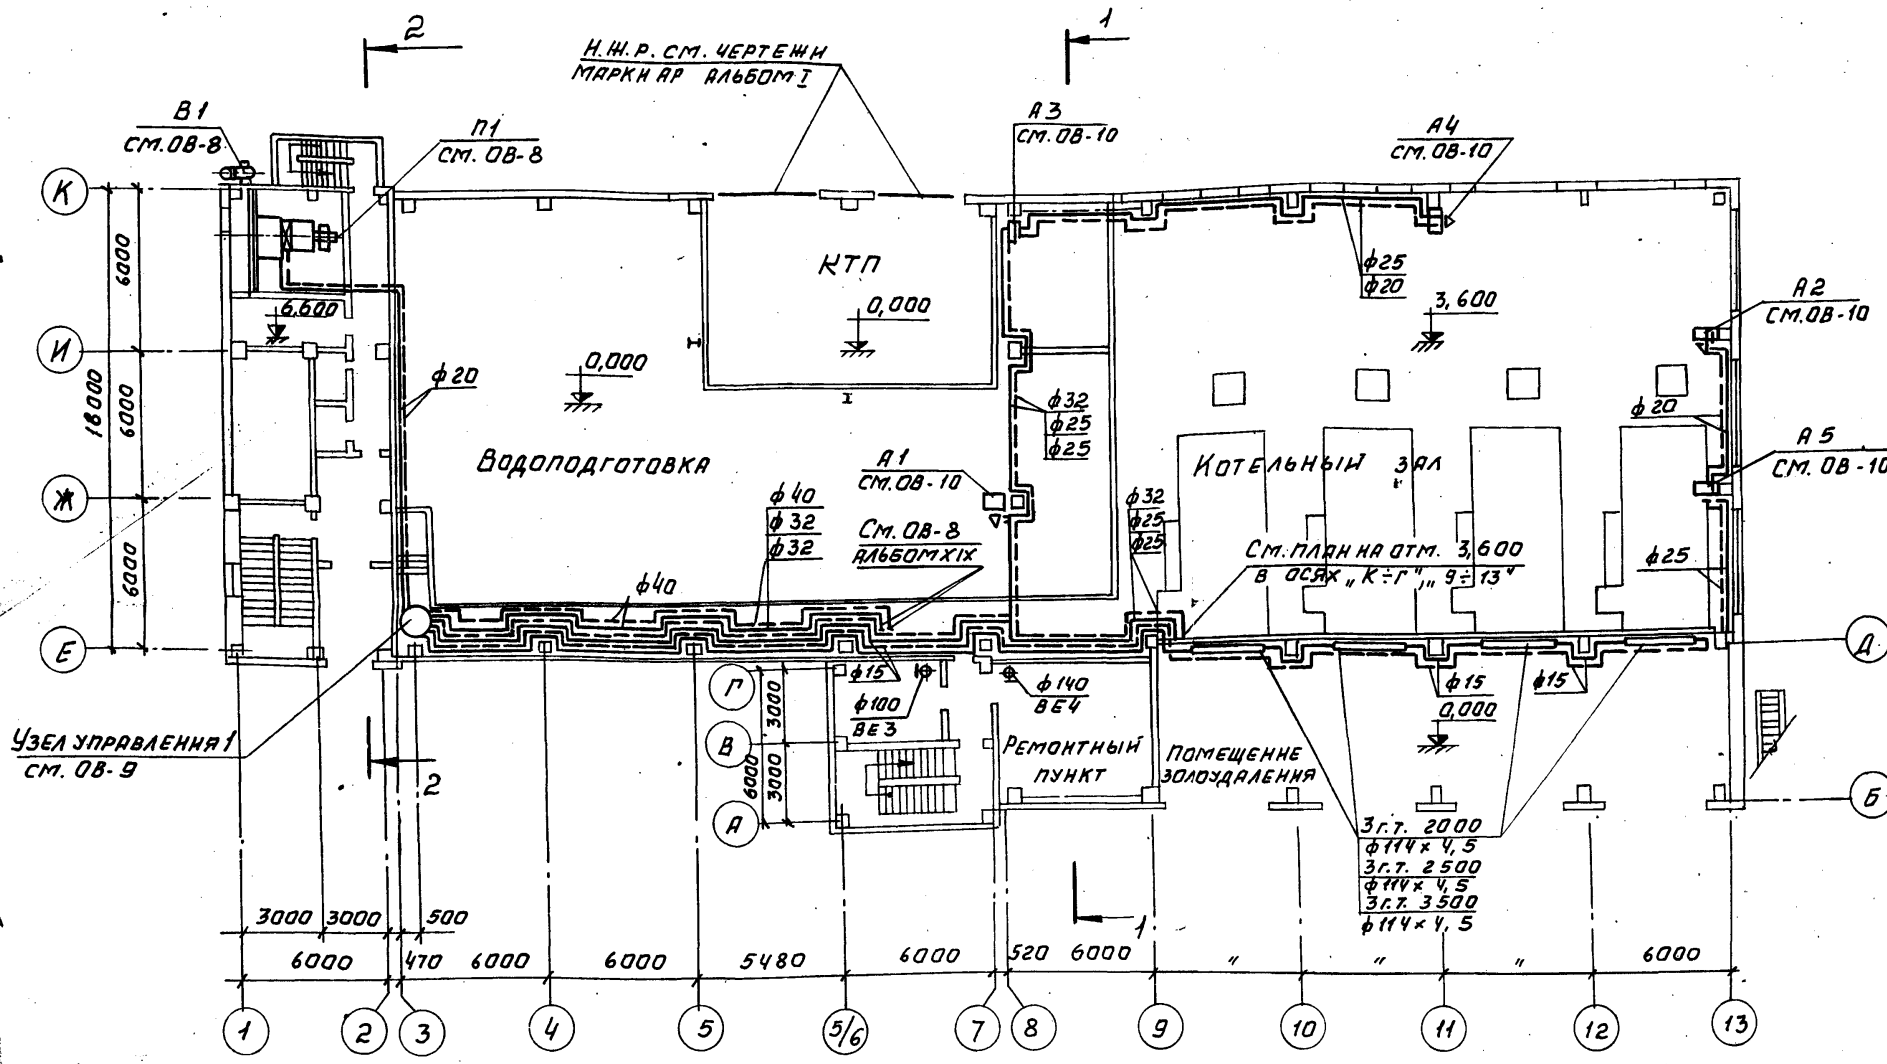 2
1
Н.Ж.Р. СМ. ЧЕРТЕЖИ
МАРКИ АР АЛЬБОМ I
В1
СМ. ОВ-8
П1
СМ. ОВ-8
А3
СМ. ОВ-10
А4
СМ. ОВ-10
К
6000
КТП
0,000
ф25
ф20
3,600
А2
СМ. ОВ-10
6,600
И
0,000
ф20
18000
6000
ф32
ф25
ф25
ф20
Водоподготовка
А1
СМ. ОВ-10
Котельный зал
А5
СМ. ОВ-10
Ж
ф40
ф32
ф32
См. ОВ-8
альбом XIX
ф32
ф25
ф25
См. план на отм. 3,600
в осях „К÷Г",„9÷13"
6000
ф40
ф25
Е
Д
Г
ф15
ф100
ВЕ3
ф140
ВЕ4
ф15
ф15
0,000
3000
Узел управления 1
СМ. ОВ-9
2
В
6000
3000
Ремонтный
пункт
Помещение
золоудаления
Б
А
3г.т. 2000
ф114х4,5
3г.т. 2500
ф114х4,5
3г.т. 3500
ф114х4,5
3000 3000 500
1
6000 470 6000 6000 5480 6000 520 6000 „ „ „ 6000
1 2 3 4 5 5/6 7 8 9 10 11 12 13